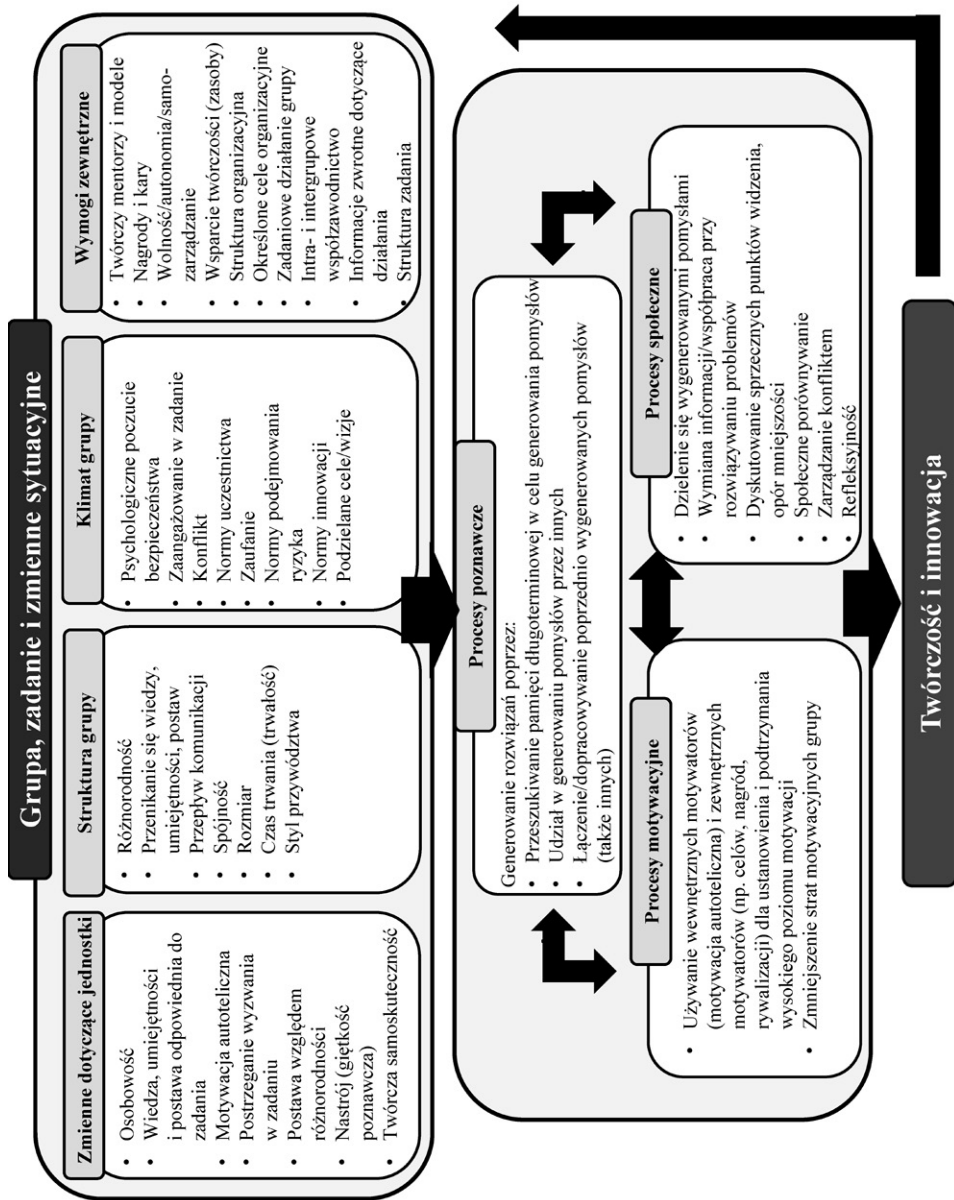 Grupa, zadanie i zmienne sytuacyjne
Zmienne dotyczące jednostki
• Osobowość
• Wiedza, umiejętności
i postawa odpowiednia do
zadania
• Motywacja autoteliczna
• Postrzeganie wyzwania
w zadaniu
• Postawa względem
różnorodności
• Nastrój (giętkość
poznawcza)
• Twórcza samoskuteczność
Struktura grupy
• Różnorodność
• Przenikanie się wiedzy,
umiejętności, postaw
• Przepływ komunikacji
• Spójność
• Rozmiar
• Czas trwania (trwałość)
• Styl przywództwa
Klimat grupy
• Psychologiczne poczucie
bezpieczeństwa
• Zaangażowanie w zadanie
• Konflikt
• Normy uczestnictwa
• Zaufanie
• Normy podejmowania
ryzyka
• Normy innowacji
• Podzielane cele/wizje
Wymogi zewnętrzne
• Twórczy mentorzy i modele
• Nagrody i kary
• Wolność/autonomia/samo-
zarządzanie
• Wsparcie twórczości (zasoby)
• Struktura organizacyjna
• Określone cele organizacyjne
• Zadaniowe działanie grupy
• Intra- i intergrupowe
współzawodnictwo
• Informacje zwrotne dotyczące
działania
• Struktura zadania
Procesy poznawcze
Generowanie rozwiązań poprzez:
• Przeszukiwanie pamięci długoterminowej w celu generowania pomysłów
• Udział w generowaniu pomysłów przez innych
• Łączenie/dopracowywanie poprzednio wygenerowanych pomysłów
(także innych)
Procesy motywacyjne
• Używanie wewnętrznych motywatorów
(motywacja autoteliczna) i zewnętrznych
motywatorów (np. celów, nagród,
rywalizacji) dla ustanowienia i podtrzymania
wysokiego poziomu motywacji
• Zmniejszenie strat motywacyjnych grupy
Procesy społeczne
• Dzielenie się wygenerowanymi pomysłami
• Wymiana informacji/współpraca przy
rozwiązywaniu problemów
• Dyskutowanie sprzecznych punktów widzenia,
opór mniejszości
• Społeczne porównywanie
• Zarządzanie konfliktem
• Refleksyjność
Twórczość i innowacja